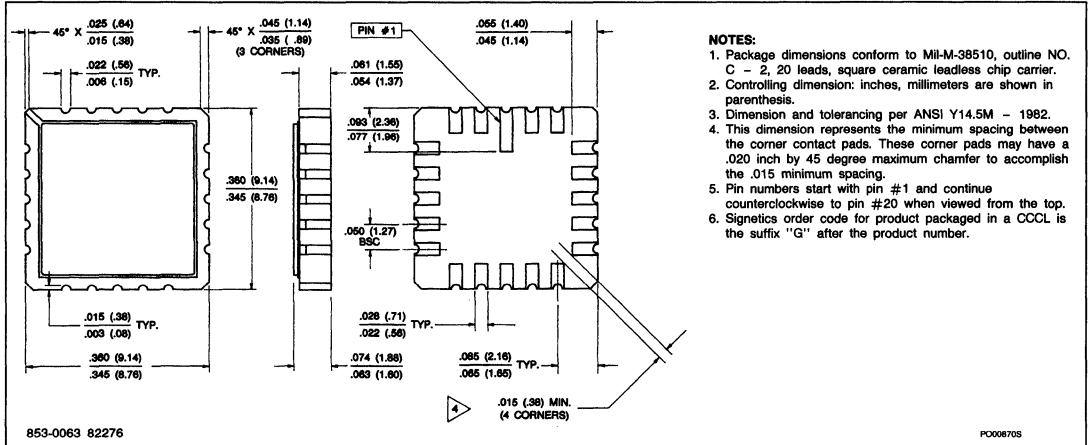 45° X .025 (.64)
.015 (.38)
45° X .045 (1.14)
.035 ( .89)
(3 CORNERS)
.022 (.56)
.006 (.15) TYP.
PIN #1
.055 (1.40)
.045 (1.14)
.061 (1.55)
.054 (1.37)
.093 (2.36)
.077 (1.96)
.360 (9.14)
.345 (8.76)
.050 (1.27)
BSC
.015 (.38)
.003 (.08) TYP.
.360 (9.14)
.345 (8.76)
.074 (1.88)
.063 (1.60)
.028 (.71)
.022 (.56) TYP.
.085 (2.16)
.065 (1.65) TYP.
4
.015 (.38) MIN.
(4 CORNERS)
NOTES:
1. Package dimensions conform to Mil-M-38510, outline NO.
C – 2, 20 leads, square ceramic leadless chip carrier.
2. Controlling dimension: inches, millimeters are shown in
parenthesis.
3. Dimension and tolerancing per ANSI Y14.5M – 1982.
4. This dimension represents the minimum spacing between
the corner contact pads. These corner pads may have a
.020 inch by 45 degree maximum chamfer to accomplish
the .015 minimum spacing.
5. Pin numbers start with pin #1 and continue
counterclockwise to pin #20 when viewed from the top.
6. Signetics order code for product packaged in a CCCL is
the suffix "G" after the product number.
853-0063 82276
PO00870S